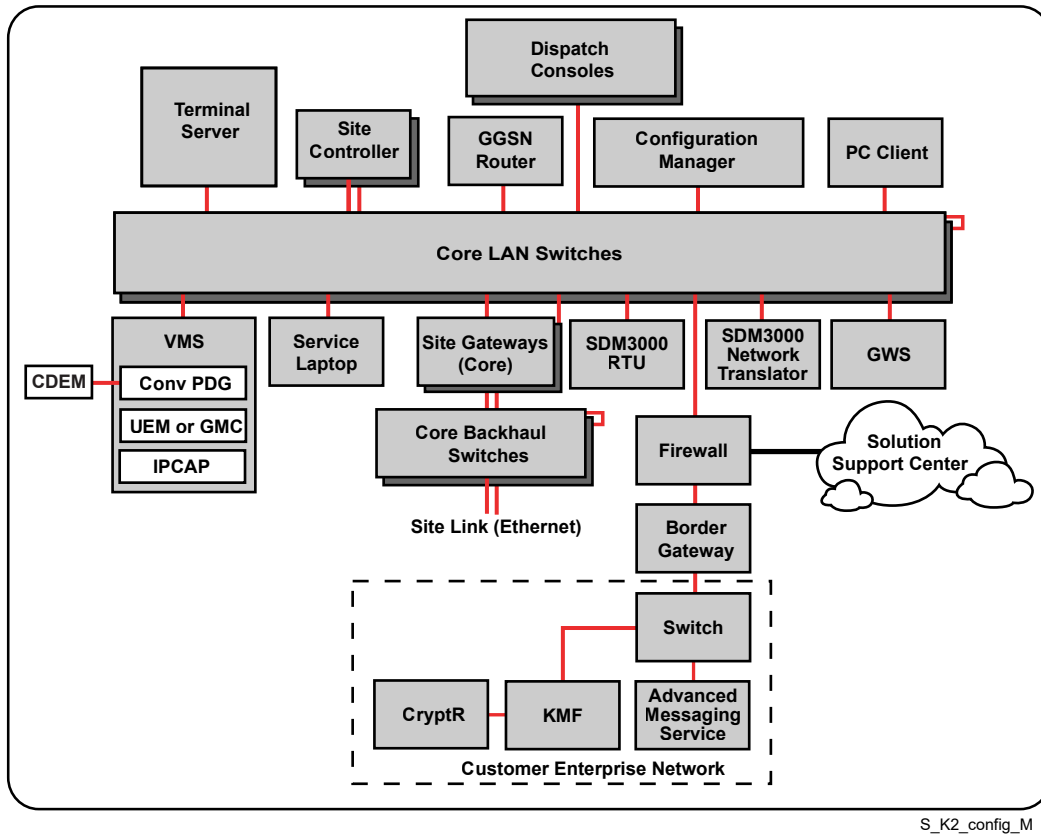 Dispatch
Consoles
Terminal
Server
Site
Controller
GGSN
Router
Configuration
Manager
PC Client
Core LAN Switches
VMS
Conv PDG
UEM or GMC
IPCAP
CDEM
Service
Laptop
Site Gateways
(Core)
SDM3000
RTU
SDM3000
Network
Translator
GWS
Core Backhaul
Switches
Site Link (Ethernet)
Firewall
Solution
Support Center
Border
Gateway
Switch
CryptR
KMF
Advanced
Messaging
Service
Customer Enterprise Network
S_K2_config_M